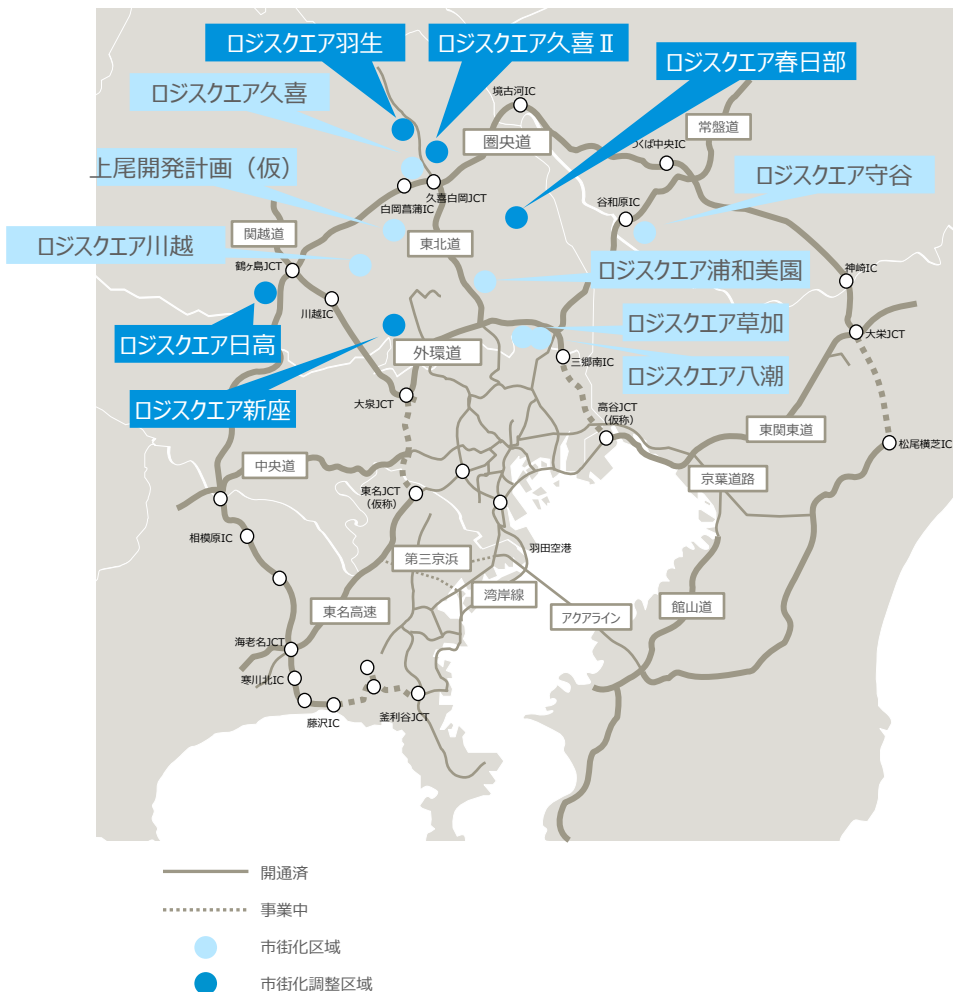 ロジスクエア羽生
ロジスクエア久喜Ⅱ
ロジスクエア春日部
ロジスクエア久喜
境古河IC
常盤道
圏央道
つくば中央IC
上尾開発計画（仮）
ロジスクエア守谷
久喜白岡JCT
白岡菖蒲IC
谷和原IC
関越道
東北道
ロジスクエア川越
鶴ヶ島JCT
ロジスクエア浦和美園
神崎IC
川越IC
ロジスクエア日高
ロジスクエア草加
大栄JCT
外環道
三郷南IC
ロジスクエア八潮
大泉JCT
ロジスクエア新座
高谷JCT
（仮称）
東関東道
松尾横芝IC
中央道
京葉道路
東名JCT
（仮称）
相模原IC
羽田空港
第三京浜
湾岸線
東名高速
館山道
アクアライン
海老名JCT
寒川北IC
藤沢IC
釜利谷JCT
開通済
事業中
市街化区域
市街化調整区域